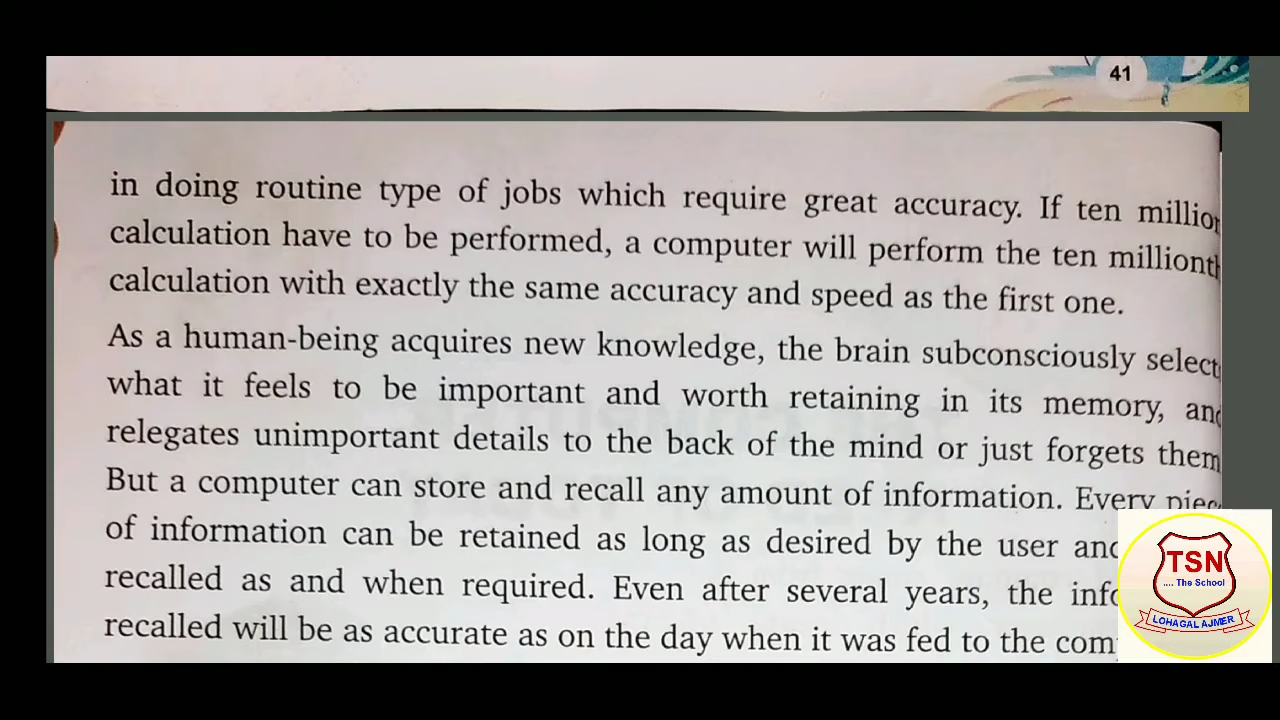 41
in doing routine type of jobs which require great accuracy. If ten
calculation have to be performed, a computer will perform the ten
calculation with exactly the same accuracy and speed as the first one.
As a human-being acquires new knowledge, the brain subconsciously
what it feels to be important and worth retaining in its memory,
relegates unimportant details to the back of the mind or just forgets them
But a computer can store and recall any amount of information. Every
of information can be retained as long as desired by the user
recalled as and when required. Even after several years, the
recalled will be as accurate as on the day when it was fed to the
TSN
.... The School
LOHAGAL AJMER